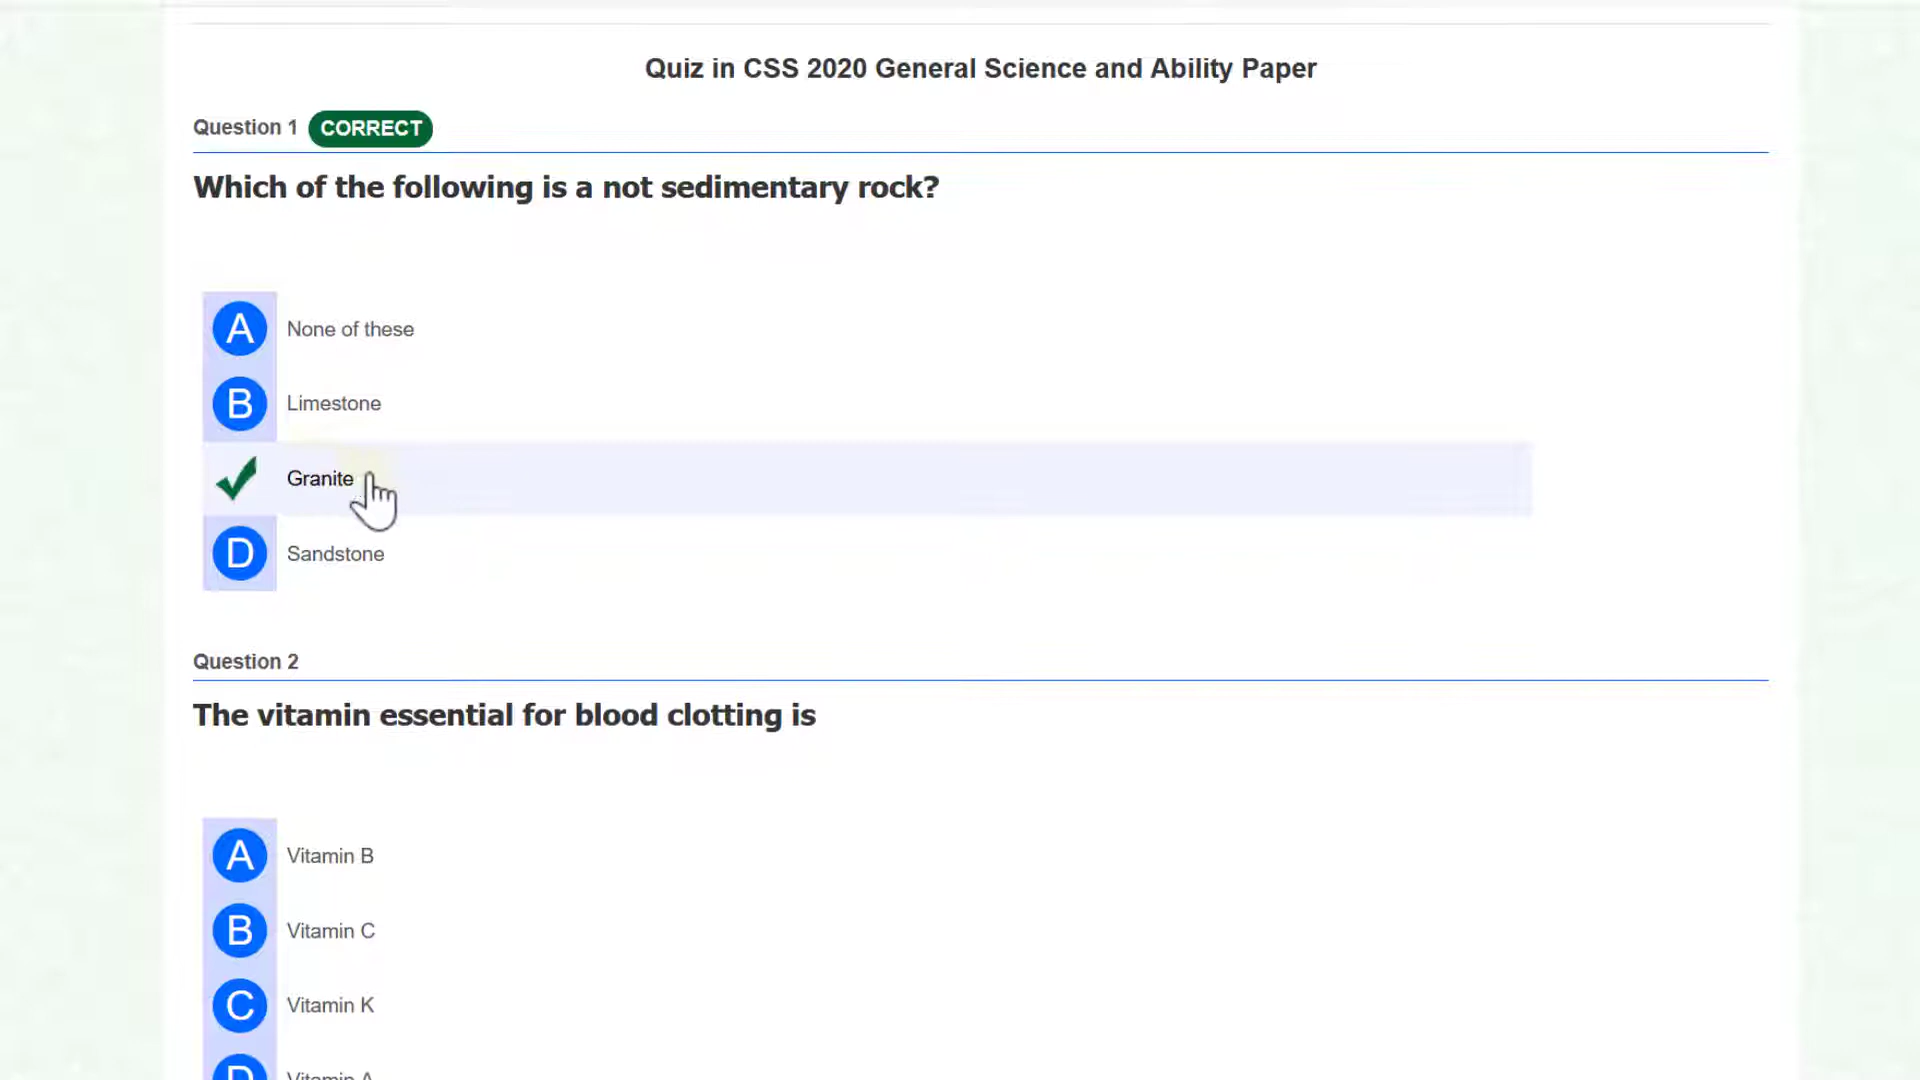 Quiz in CSS 2020 General Science and Ability Paper
Question 1 CORRECT
Which of the following is a not sedimentary rock?
A None of these
B Limestone
Granite
D Sandstone
Question 2
The vitamin essential for blood clotting is
A Vitamin B
B Vitamin C
C Vitamin K
D Vitamin A